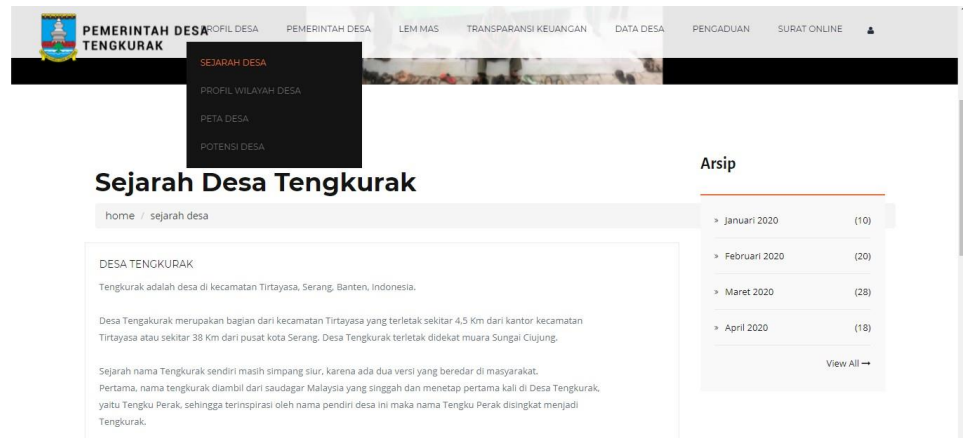 PEMERINTAH DESA
TENGKURAK
PROFIL DESA
PEMERINTAH DESA
LEM MAS
TRANSPARANSI KEUANGAN
DATA DESA
PENGADUAN
SURAT ONLINE
SEJARAH DESA
PROFIL WILAYAH DESA
PETA DESA
POTENSI DESA
Sejarah Desa Tengkurak
home / sejarah desa
DESA TENGKURAK
Tengkurak adalah desa di kecamatan Tirtayasa, Serang, Banten, Indonesia.
Desa Tengakurak merupakan bagian dari kecamatan Tirtayasa yang terletak sekitar 4,5 Km dari kantor kecamatan
Tirtayasa atau sekitar 38 Km dari pusat kota Serang. Desa Tengkurak terletak didekat muara Sungai Ciujung.
Sejarah nama Tengkurak sendiri masih simpang siur, karena ada dua versi yang beredar di masyarakat.
Pertama, nama tengkurak diambil dari saudagar Malaysia yang singgah dan menetap pertama kali di Desa Tengkurak,
yaitu Tengku Perak, sehingga terinspirasi oleh nama pendiri desa ini maka nama Tengku Perak disingkat menjadi
Tengkurak.
Arsip
» Januari 2020 (10)
» Februari 2020 (20)
» Maret 2020 (28)
» April 2020 (18)
View All →